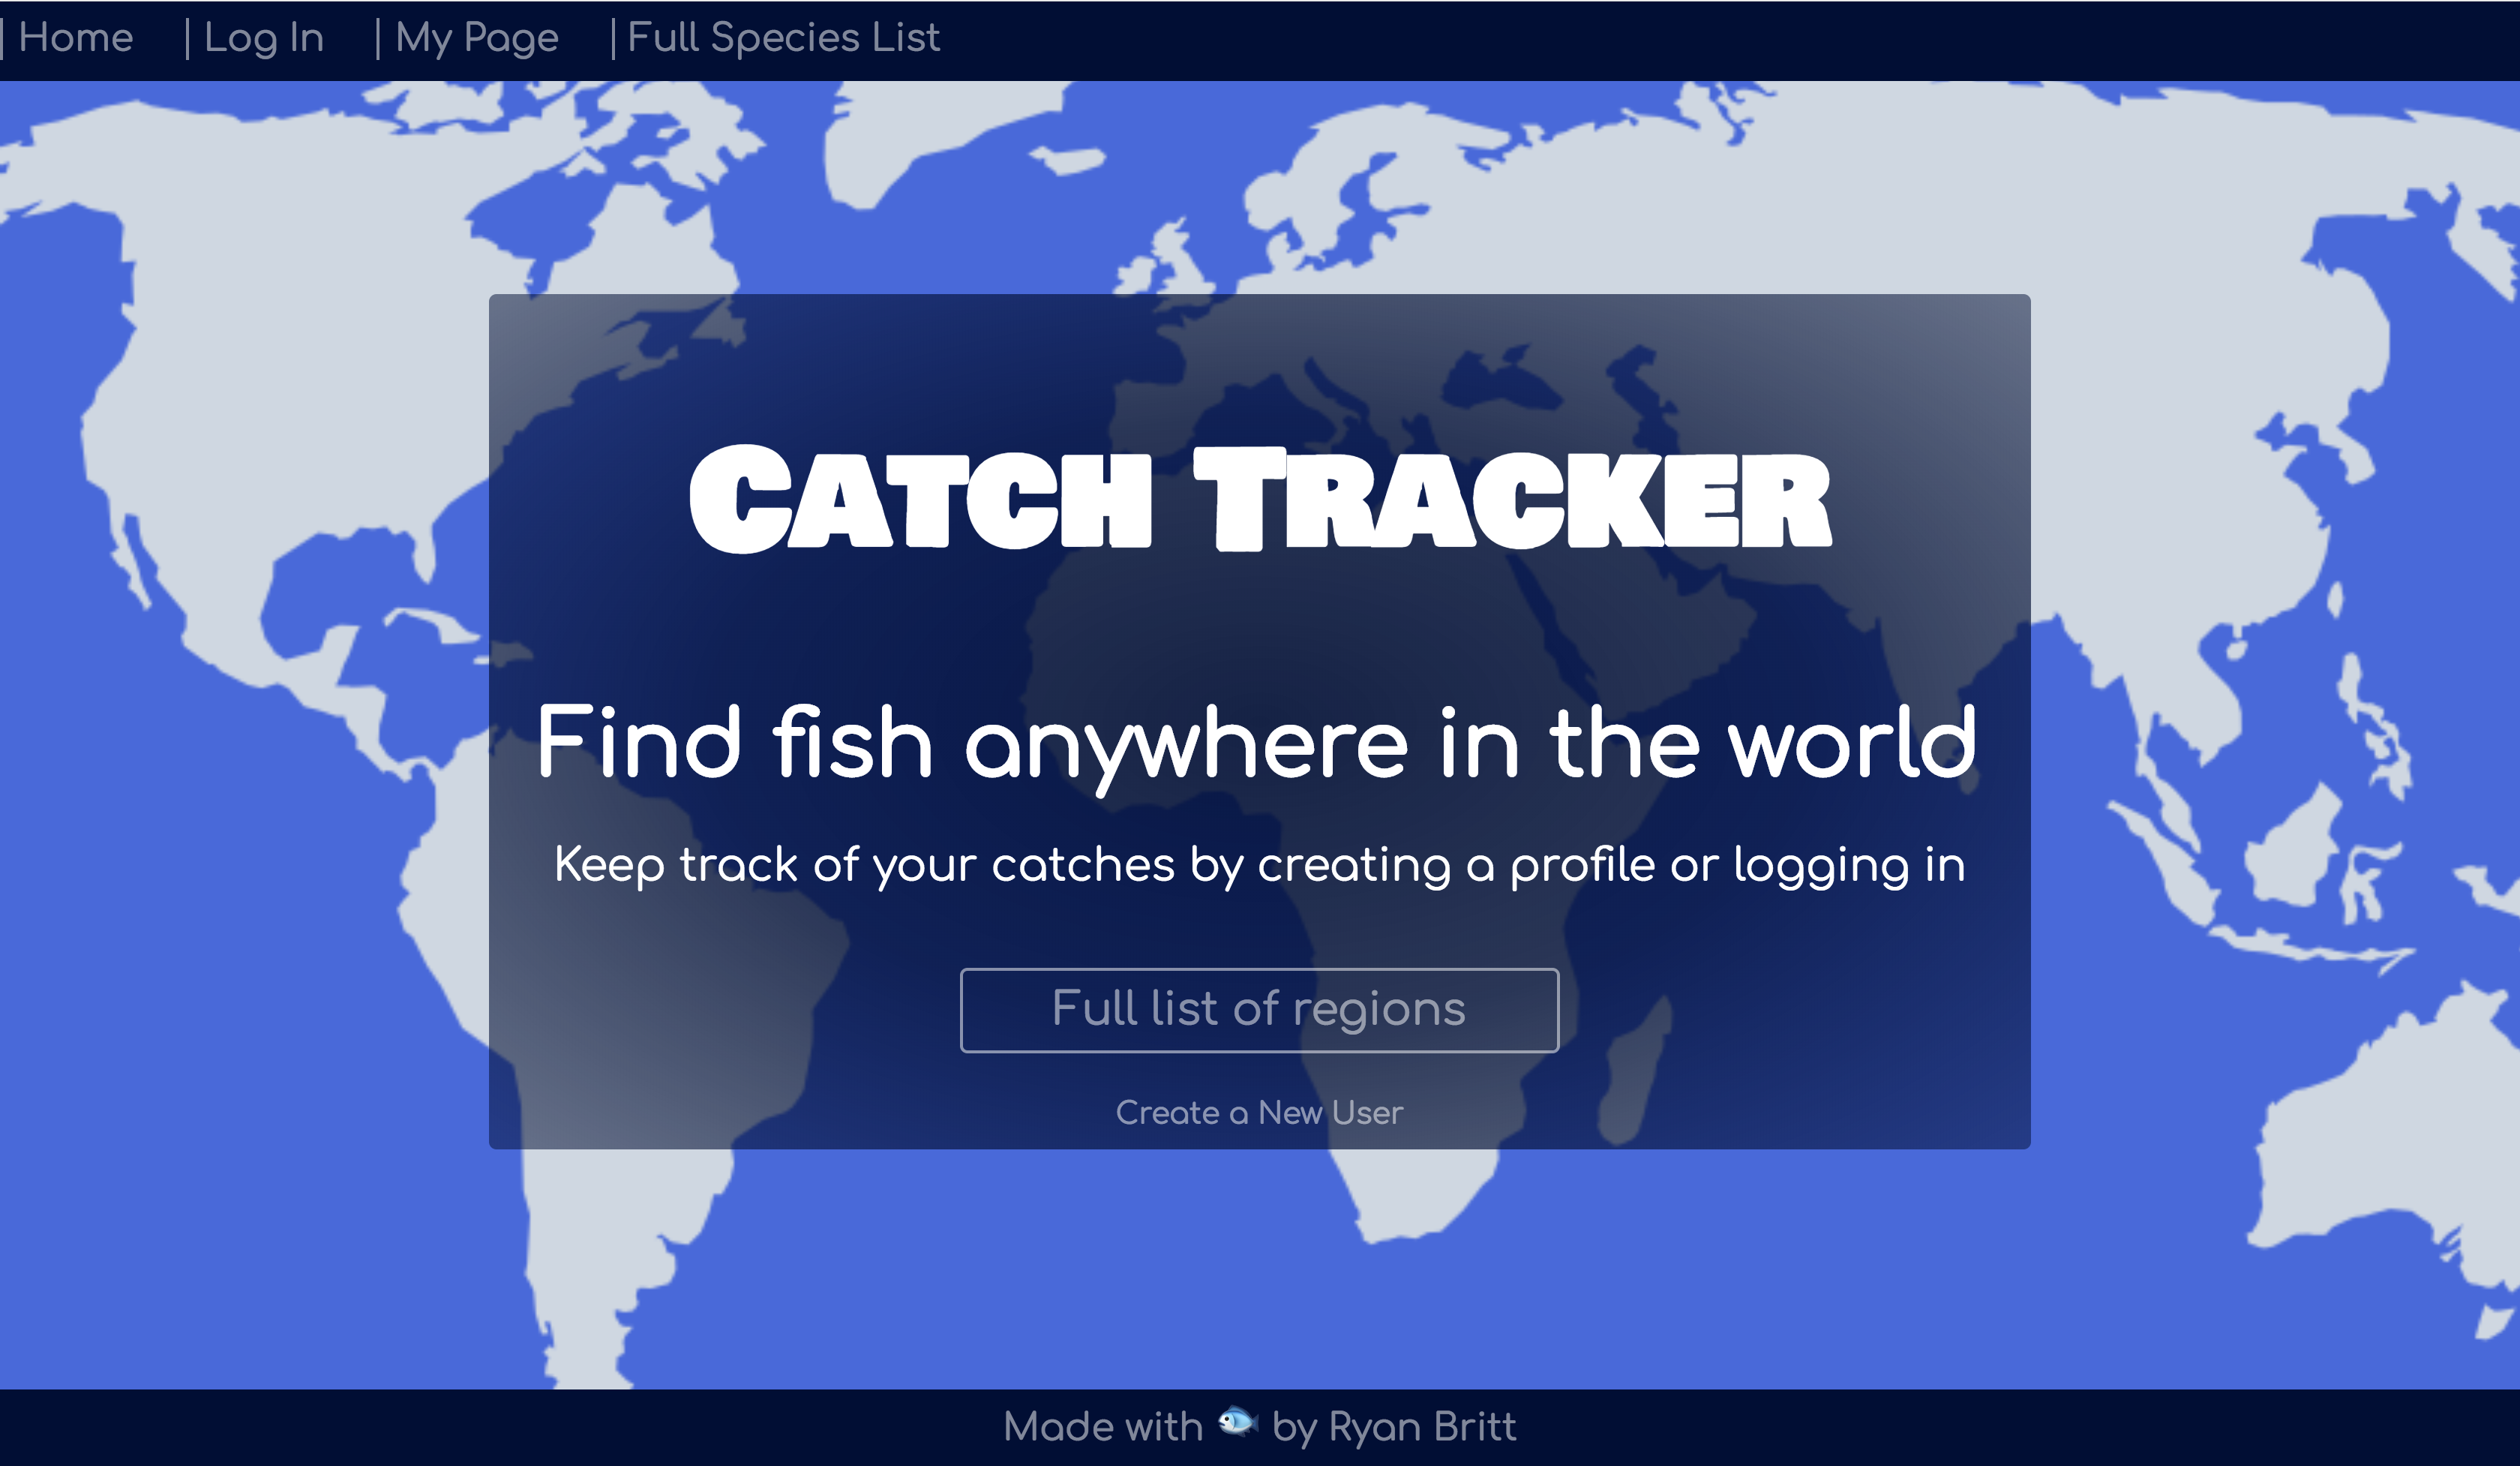 | Home | Log In | My Page | Full Species List
Catch Tracker
Find fish anywhere in the world
Keep track of your catches by creating a profile or logging in
Full list of regions
Create a New User
Made with 🐟 by Ryan Britt